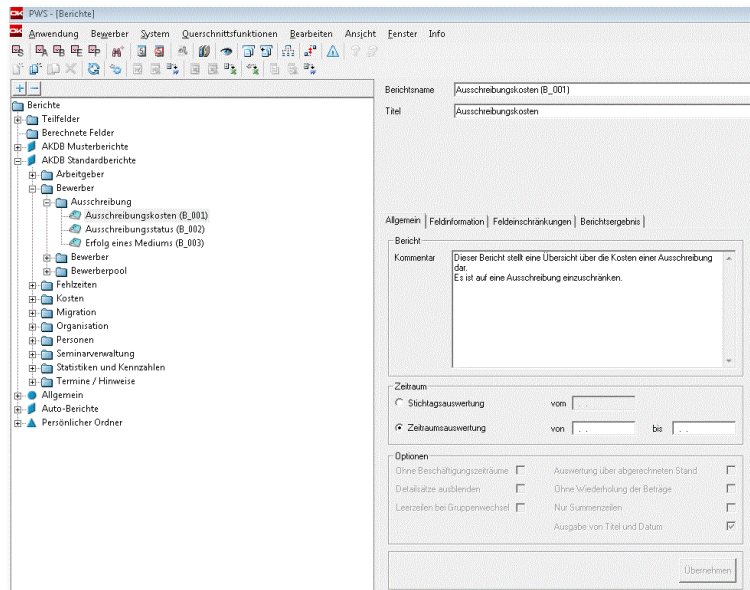 PWS - [Berichte]
Anwendung Bewerber System Querschnittsfunktionen Bearbeiten Ansicht Fenster Info
Berichte
Teilfelder
Berechnete Felder
AKDB Musterberichte
AKDB Standardberichte
Arbeitgeber
Bewerber
Ausschreibung
Ausschreibungskosten (B_001)
Ausschreibungsstatus (B_002)
Erfolg eines Mediums (B_003)
Bewerber
Bewerberpool
Fehlzeiten
Kosten
Migration
Organisation
Personen
Seminarverwaltung
Statistiken und Kennzahlen
Termine / Hinweise
Allgemein
Auto-Berichte
Persönlicher Ordner
Berichtsname Ausschreibungskosten (B_001)
Titel Ausschreibungskosten
Allgemein Feldinformation Feldeinschränkungen Berichtsergebnis
Bericht
Kommentar Dieser Bericht stellt eine Übersicht über die Kosten einer Ausschreibung
dar.
Es ist auf eine Ausschreibung einzuschränken.
Zeitraum
Stichtagsauswertung vom . .
Zeitraumsauswertung von . . bis . .
Optionen
Ohne Beschäftigungszeiträume Auswertung über abgerechneten Stand
Detailsätze ausblenden Ohne Wiederholung der Beträge
Leerzeilen bei Gruppenwechsel Nur Summenzeilen
Ausgabe von Titel und Datum
Übernehmen